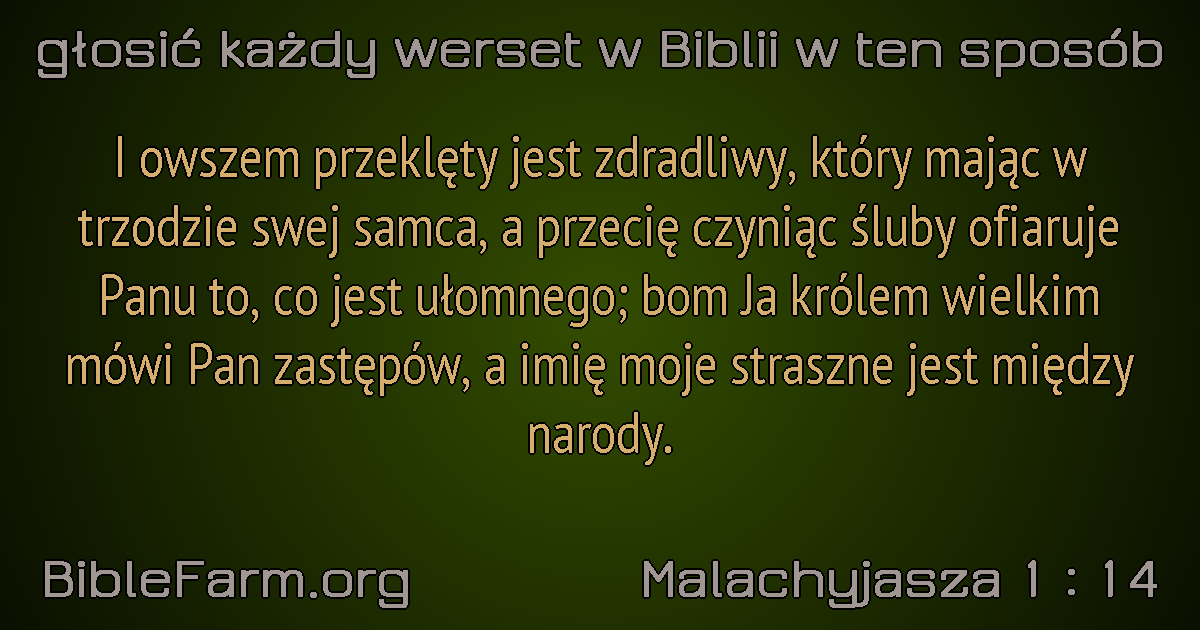 głosić każdy werset w Biblii w ten sposób
I owszem przeklęty jest zdradliwy, który mając w
trzodzie swej samca, a przecię czyniąc śluby ofiaruje
Panu to, co jest ułomnego; bom Ja królem wielkim
mówi Pan zastępów, a imię moje straszne jest między
narody.
BibleFarm.org
Malachyjasza 1 : 14